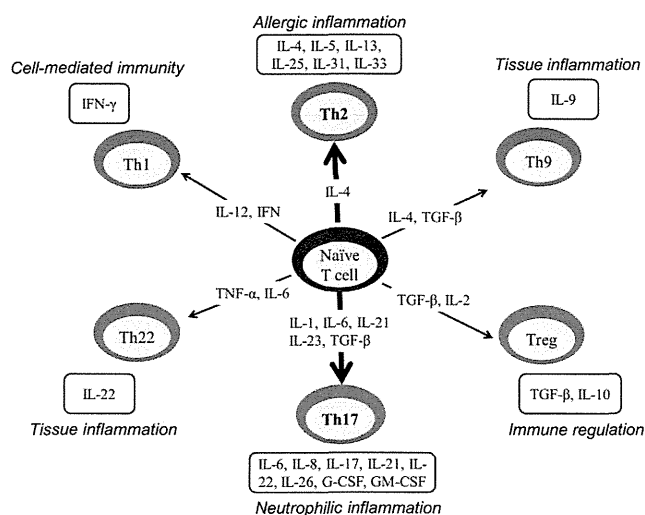 Allergic inflammation
IL-4, IL-5, IL-13,
IL-25, IL-31, IL-33
Th2
Cell-mediated immunity
IFN-γ
Th1
Tissue inflammation
IL-9
Th9
IL-4
IL-12, IFN
IL-4, TGF-β
Naïve
T cell
TNF-α, IL-6
TGF-β, IL-2
IL-1, IL-6, IL-21
IL-23, TGF-β
Th22
IL-22
Tissue inflammation
Treg
TGF-β, IL-10
Immune regulation
Th17
IL-6, IL-8, IL-17, IL-21, IL-
22, IL-26, G-CSF, GM-CSF
Neutrophilic inflammation